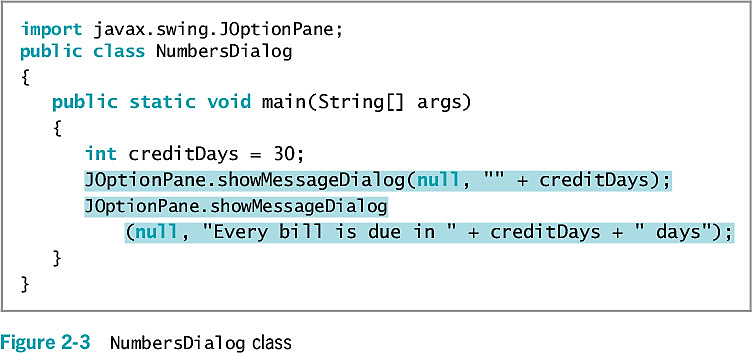 import javax.swing.JOptionPane;
public class NumbersDialog
{
public static void main(String[] args)
{
int creditDays = 30;
JOptionPane.showMessageDialog(null, "" + creditDays);
JOptionPane.showMessageDialog
(null, "Every bill is due in " + creditDays + " days");
}
}
Figure 2-3 NumbersDialog class